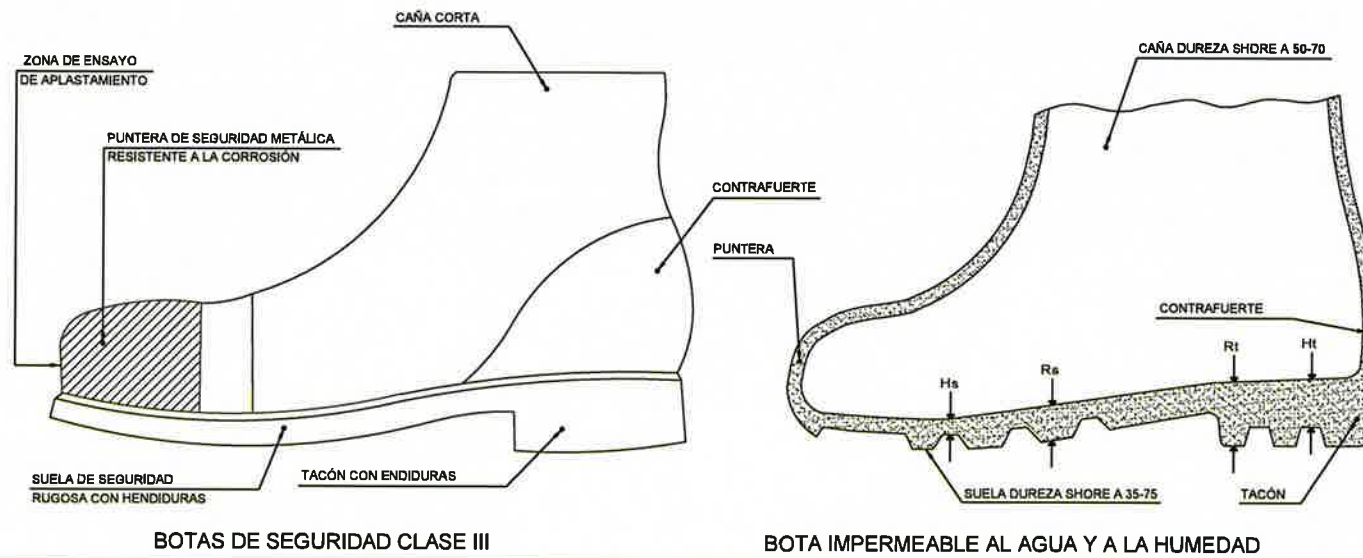 CAÑA CORTA
ZONA DE ENSAYO
DE APLASTAMIENTO
PUNTERA DE SEGURIDAD METÁLICA
RESISTENTE A LA CORROSIÓN
CONTRAFUERTE
SUELA DE SEGURIDAD
RUGOSA CON HENDIDURAS
TACÓN CON ENDIDURAS
BOTAS DE SEGURIDAD CLASE III
CAÑA DUREZA SHORE A 50-70
PUNTERA
CONTRAFUERTE
Hs
Rs
Rt
Ht
SUELA DUREZA SHORE A 35-75
TACÓN
BOTA IMPERMEABLE AL AGUA Y A LA HUMEDAD